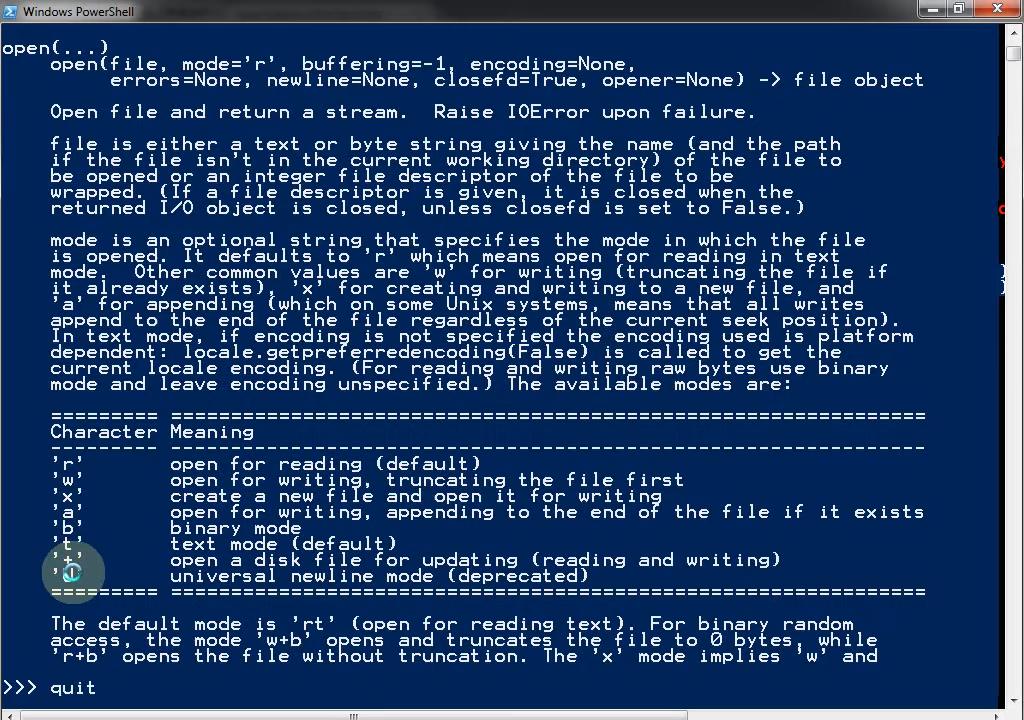 Windows PowerShell
open(...)
open(file, mode='r', buffering=-1, encoding=None,
errors=None, newline=None, closefd=True, opener=None) -> file object
Open file and return a stream.  Raise IOError upon failure.
file is either a text or byte string giving the name (and the path
if the file isn't in the current working directory) of the file to
be opened or an integer file descriptor of the file to be
wrapped. (If a file descriptor is given, it is closed when the
returned I/O object is closed, unless closefd is set to False.)
mode is an optional string that specifies the mode in which the file
is opened. It defaults to 'r' which means open for reading in text
mode.  Other common values are 'w' for writing (truncating the file if
it already exists), 'x' for creating and writing to a new file, and
'a' for appending (which on some Unix systems, means that all writes
append to the end of the file regardless of the current seek position).
In text mode, if encoding is not specified the encoding used is platform
dependent: locale.getpreferredencoding(False) is called to get the
current locale encoding. (For reading and writing raw bytes use binary
mode and leave encoding unspecified.) The available modes are:
========= ===============================================================
Character Meaning
--------- ---------------------------------------------------------------
'r'       open for reading (default)
'w'       open for writing, truncating the file first
'x'       create a new file and open it for writing
'a'       open for writing, appending to the end of the file if it exists
'b'       binary mode
't'       text mode (default)
'+'       open a disk file for updating (reading and writing)
universal newline mode (deprecated)
========= ===============================================================
The default mode is 'rt' (open for reading text). For binary random
access, the mode 'w+b' opens and truncates the file to 0 bytes, while
'r+b' opens the file without truncation. The 'x' mode implies 'w' and
>>> quit